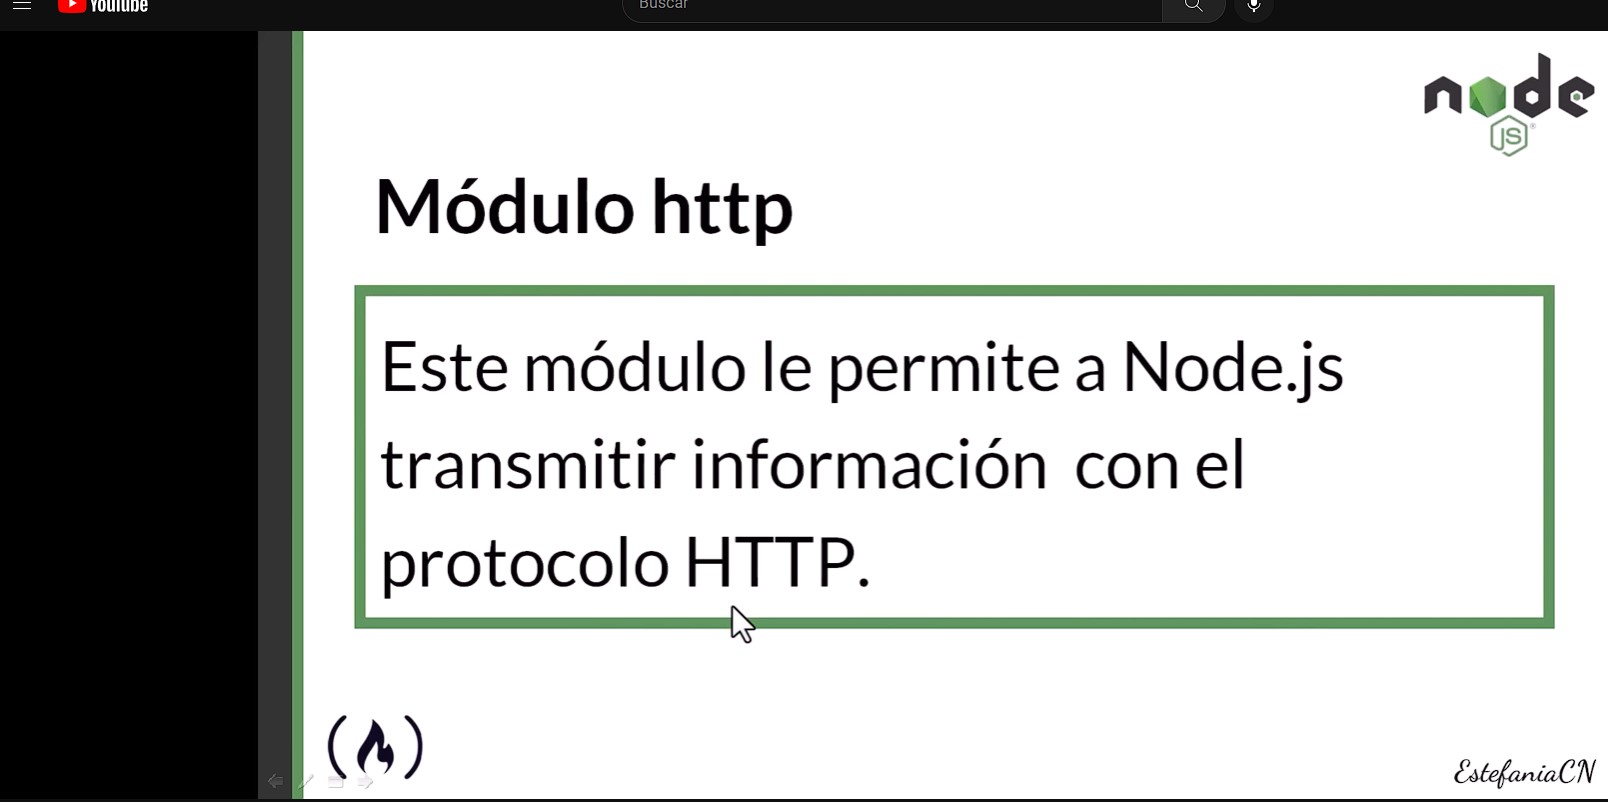 YouTube
Buscar
node
JS
Módulo http
Este módulo le permite a Node.js
transmitir información con el
protocolo HTTP.
EstefaniaCN